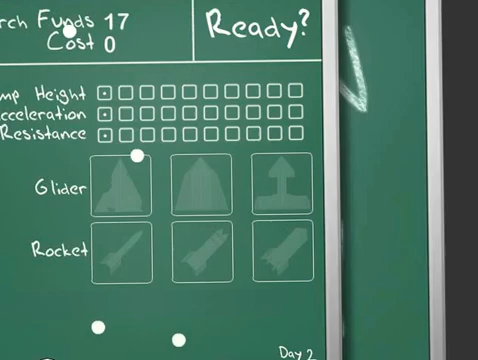 rch Funds 17
Cost 0
Ready?
mp Height
cceleration
Resistance
Glider
Rocket
Day 2